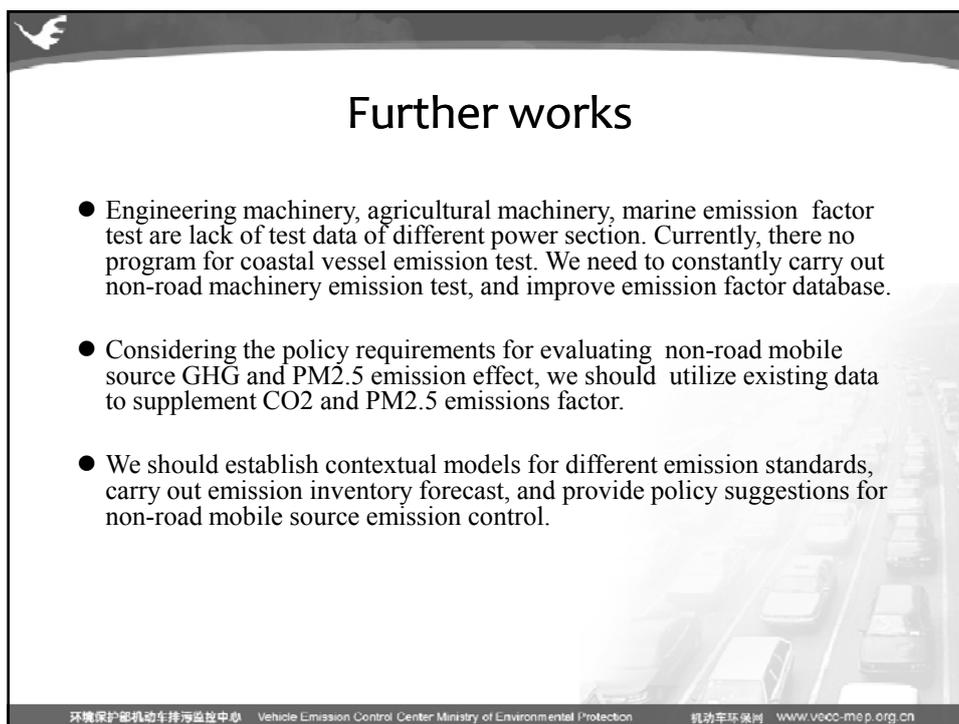 Further works
● Engineering machinery, agricultural machinery, marine emission factor
test are lack of test data of different power section. Currently, there no
program for coastal vessel emission test. We need to constantly carry out
non-road machinery emission test, and improve emission factor database.
● Considering the policy requirements for evaluating non-road mobile
source GHG and PM2.5 emission effect, we should utilize existing data
to supplement CO2 and PM2.5 emissions factor.
● We should establish contextual models for different emission standards,
carry out emission inventory forecast, and provide policy suggestions for
non-road mobile source emission control.
环境保护部机动车排污监控中心 Vehicle Emission Control Center Ministry of Environmental Protection 机动车环保网 www.vecc-mep.org.cn